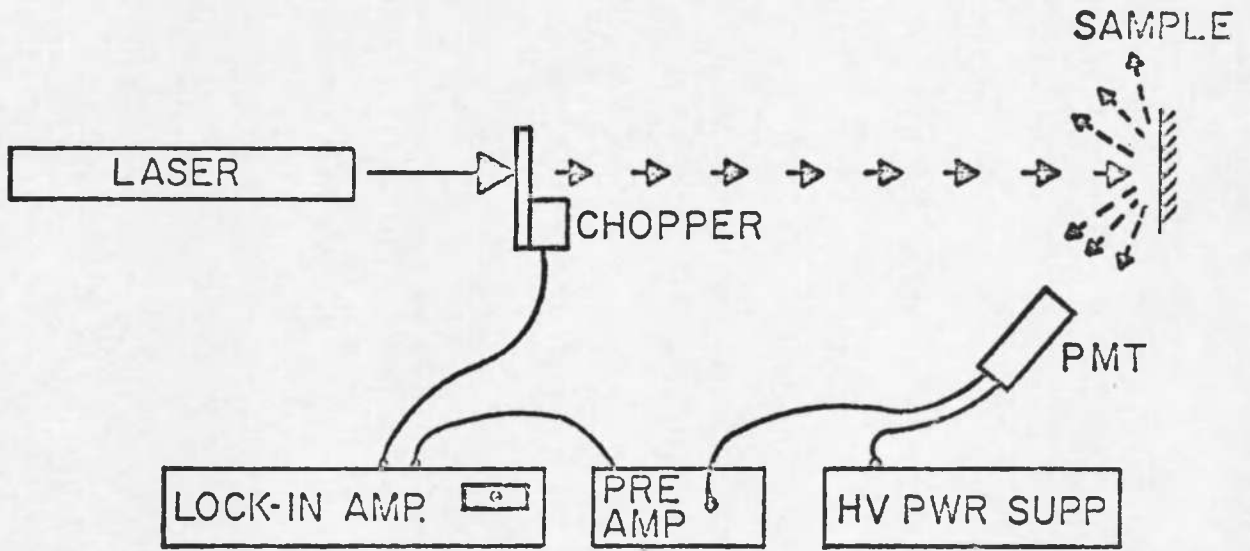 SAMPLE
LASER
CHOPPER
PMT
LOCK-IN AMP.
PRE
AMP
HV PWR SUPP